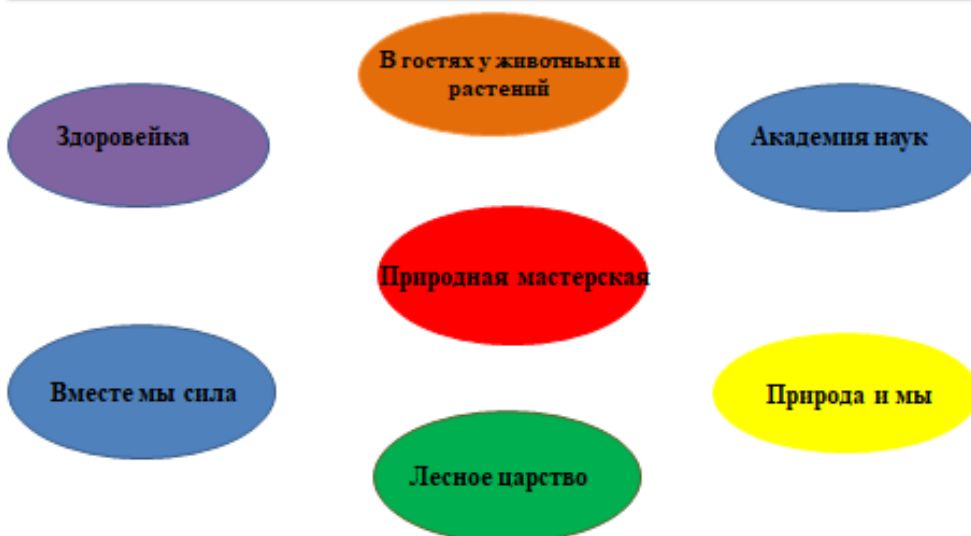 В гостях у животных и
растений
Здоровейка
Академия наук
Природная мастерская
Вместе мы сила
Природа и мы
Лесное царство